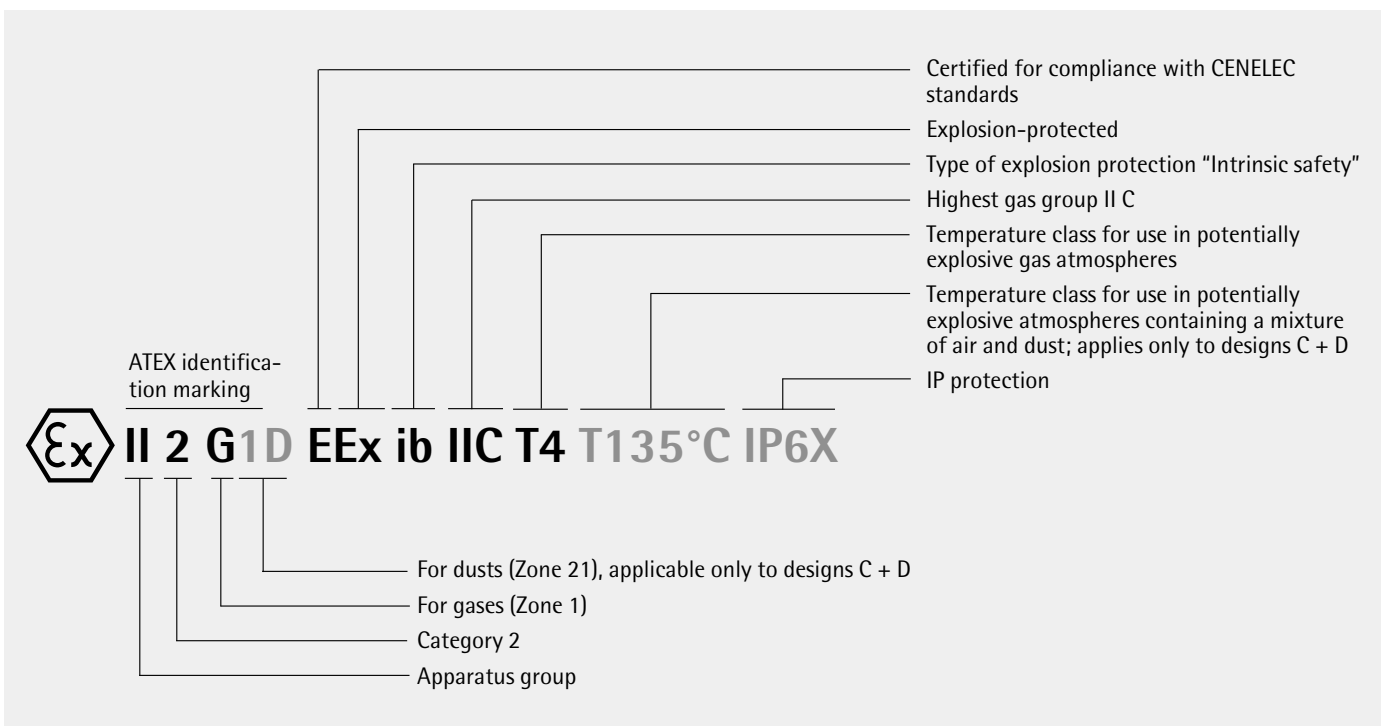 Certified for compliance with CENELEC
standards
Explosion-protected
Type of explosion protection “Intrinsic safety”
Highest gas group II C
Temperature class for use in potentially
explosive gas atmospheres
Temperature class for use in potentially
explosive atmospheres containing a mixture
of air and dust; applies only to designs C + D
IP protection
ATEX identifica-
tion marking
Ex II 2 G1D EEx ib IIC T4 T135°C IP6X
For dusts (Zone 21), applicable only to designs C + D
For gases (Zone 1)
Category 2
Apparatus group